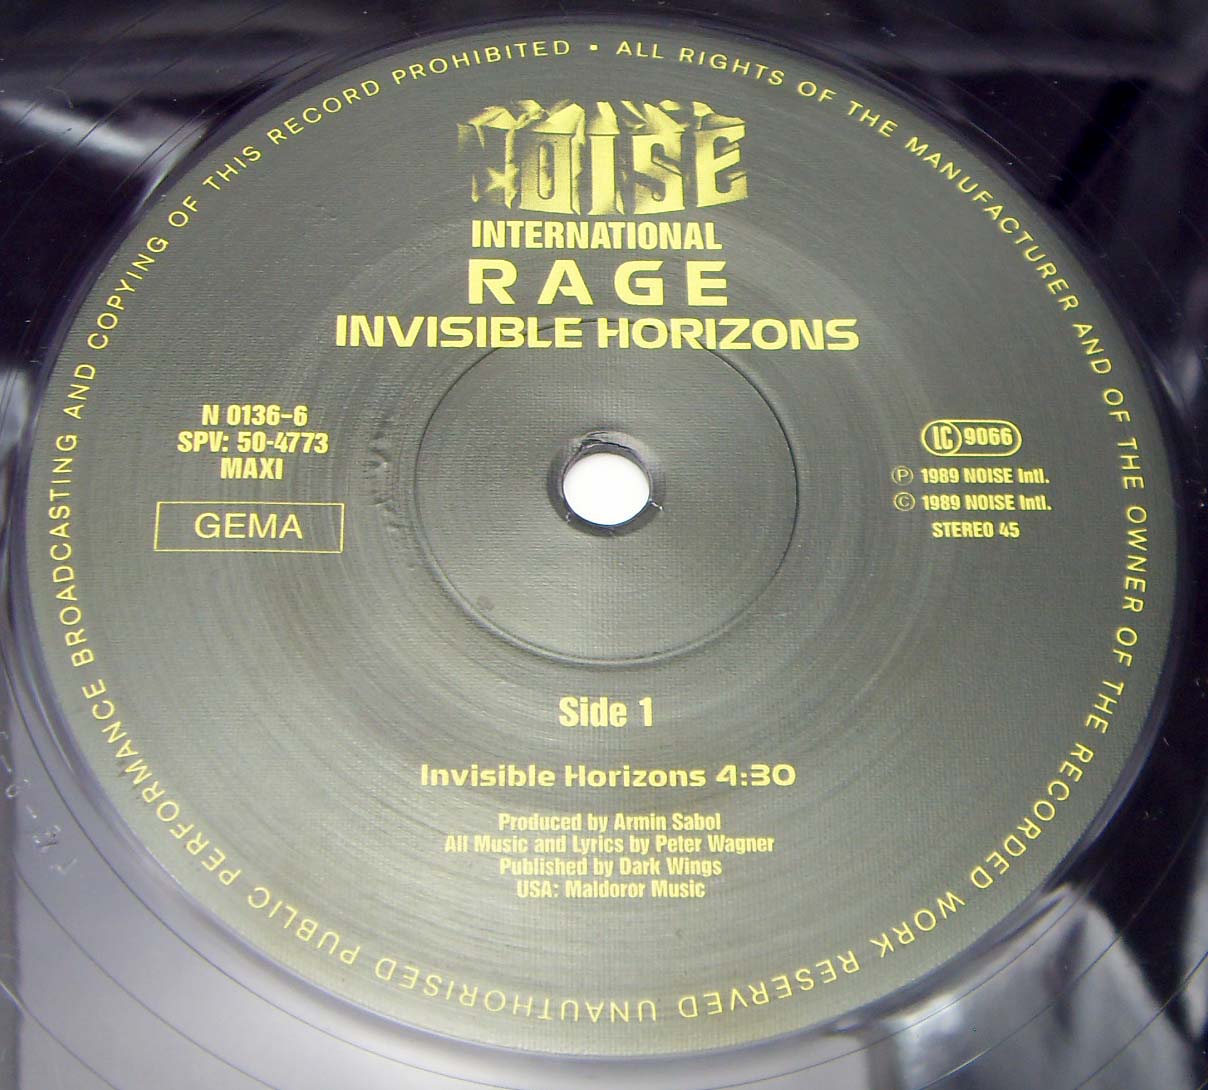 ALL RIGHTS OF THE MANUFACTURER AND OF THE OWNER OF THE RECORDED WORK RESERVED UNAUTHORISED PUBLIC PERFORMANCE BROADCASTING AND COPYING OF THIS RECORD PROHIBITED ▪
NOISE
INTERNATIONAL
RAGE
INVISIBLE HORIZONS
N 0136-6
SPV: 50-4773
MAXI
GEMA
LC 9066
Ⓟ 1989 NOISE Intl.
© 1989 NOISE Intl.
STEREO 45
Side 1
Invisible Horizons 4:30
Produced by Armin Sabol
All Music and Lyrics by Peter Wagner
Published by Dark Wings
USA: Maldoror Music